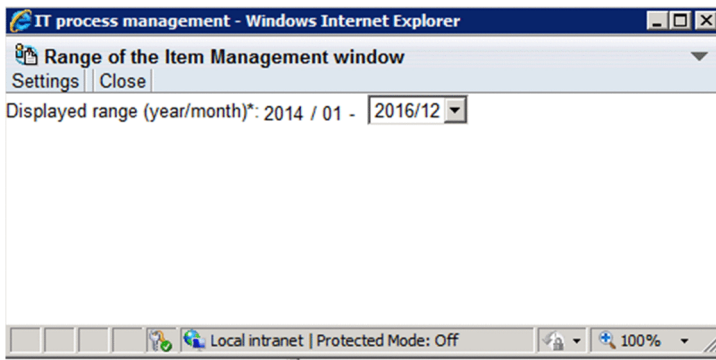 IT process management - Windows Internet Explorer
Range of the Item Management window
Settings Close
Displayed range (year/month)*: 2014 / 01 - 2016/12
Local intranet | Protected Mode: Off 100%